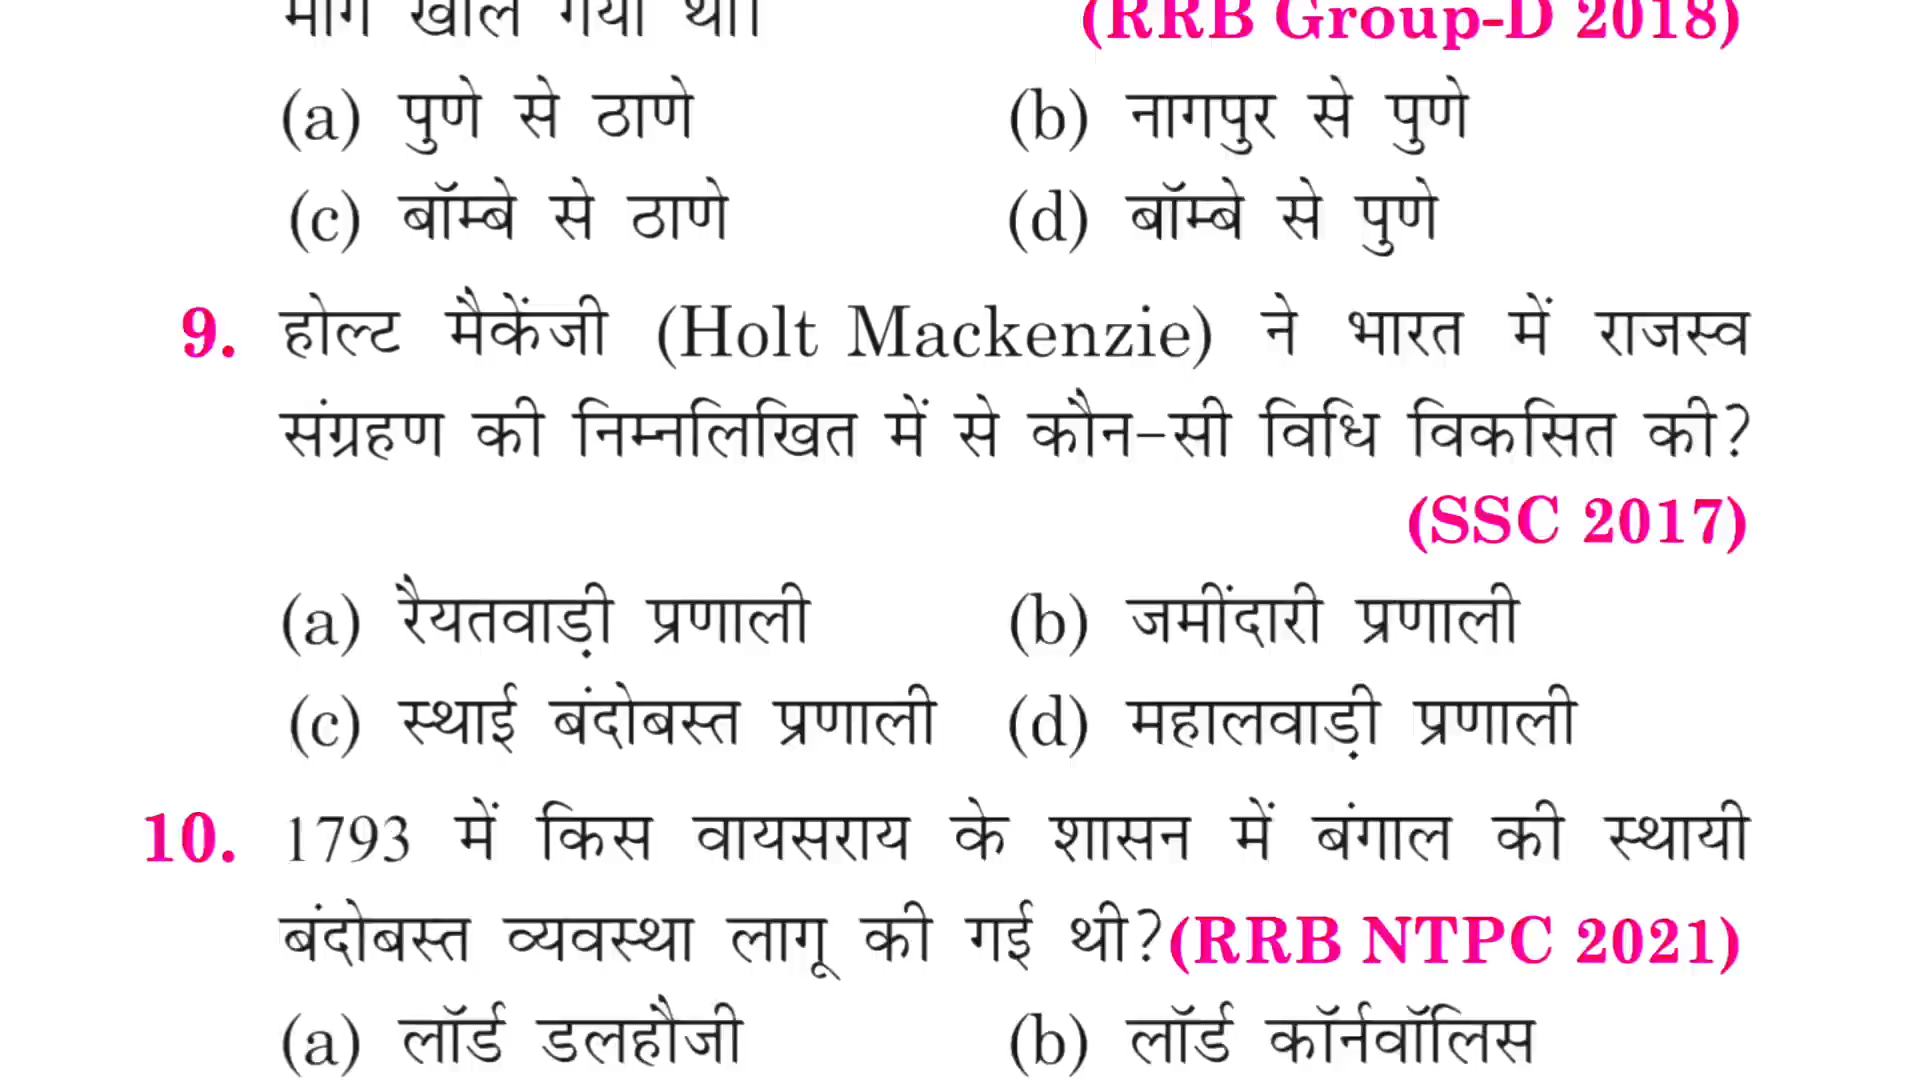 मार्ग खोले गया था। (RRB Group-D 2018)
(a) पुणे से ठाणे (b) नागपुर से पुणे
(c) बॉम्बे से ठाणे (d) बॉम्बे से पुणे
9. होल्ट मैकेंजी (Holt Mackenzie) ने भारत में राजस्व
संग्रहण की निम्नलिखित में से कौन-सी विधि विकसित की?
(SSC 2017)
(a) रैयतवाड़ी प्रणाली (b) जमींदारी प्रणाली
(c) स्थाई बंदोबस्त प्रणाली (d) महालवाड़ी प्रणाली
10. 1793 में किस वायसराय के शासन में बंगाल की स्थायी
बंदोबस्त व्यवस्था लागू की गई थी? (RRB NTPC 2021)
(a) लॉर्ड डलहौजी (b) लॉर्ड कॉर्नवॉलिस